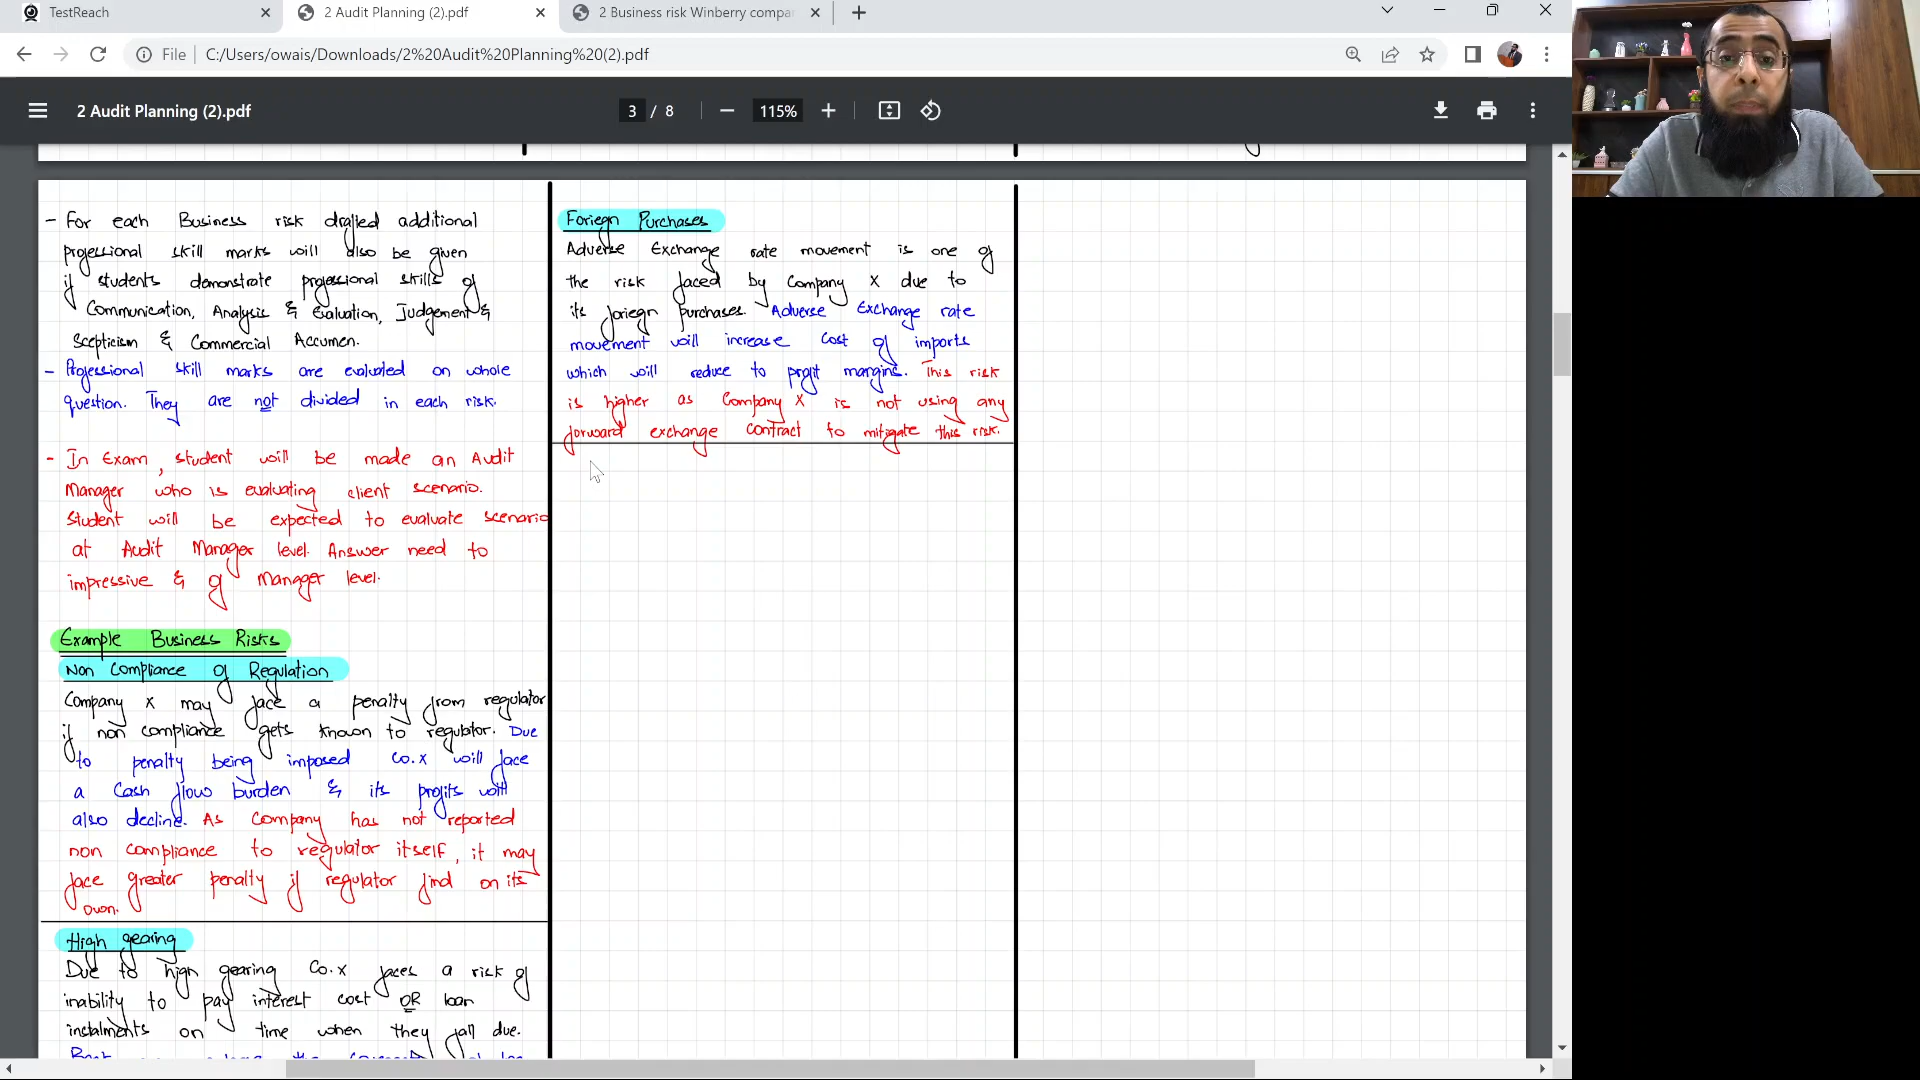 TestReach
2 Audit Planning (2).pdf
2 Business risk Winberry compa
File
C:/Users/owais/Downloads/2%20Audit%20Planning%20(2).pdf
2 Audit Planning (2).pdf
3 / 8
115%
- For each Business risk drafted additional
professional skill marks will also be given
if students demonstrate professional skills of
Communication, Analysis & Evaluation, Judgement &
Scepticism & Commercial Accumen.
- Professional skill marks are evaluated on whole
question. They are not divided in each risk.
- In Exam, student will be made an Audit
Manager who is evaluating client scenario.
Student will be expected to evaluate scenario
at Audit Manager level. Answer need to
impressive & of Manager level.
Example Business Risks
Non Compliance of Regulation
Company X may face a penalty from regulator
if non compliance gets known to regulator. Due
to penalty being imposed Co.X will face
a cash flow burden & its profits will
also decline. As Company has not reported
non compliance to regulator itself, it may
face greater penalty if regulator find on its
own.
High gearing
Due to high gearing Co.X faces a risk of
inability to pay interest cost OR loan
instalments on time when they fall due.
Foriegn Purchases
Adverse Exchange rate movement is one of
the risk faced by Company X due to
its foriegn purchases. Adverse Exchange rate
movement will increase cost of imports
which will reduce to profit margins. This risk
is higher as Company X is not using any
forward exchange contract to mitigate this risk.